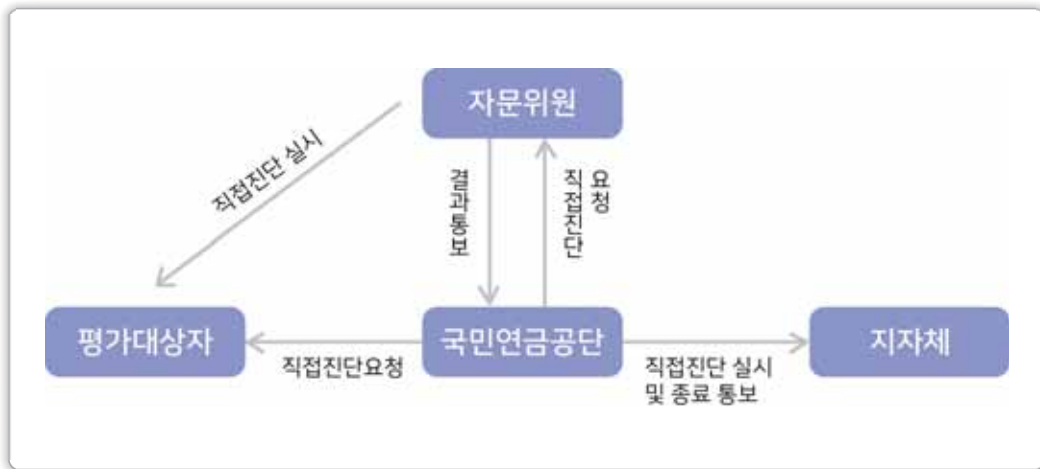 자문위원
직접진단 실시
결과통보
직접진단
요청
평가대상자
직접진단요청
국민연금공단
직접진단 실시
및 종료 통보
지자체